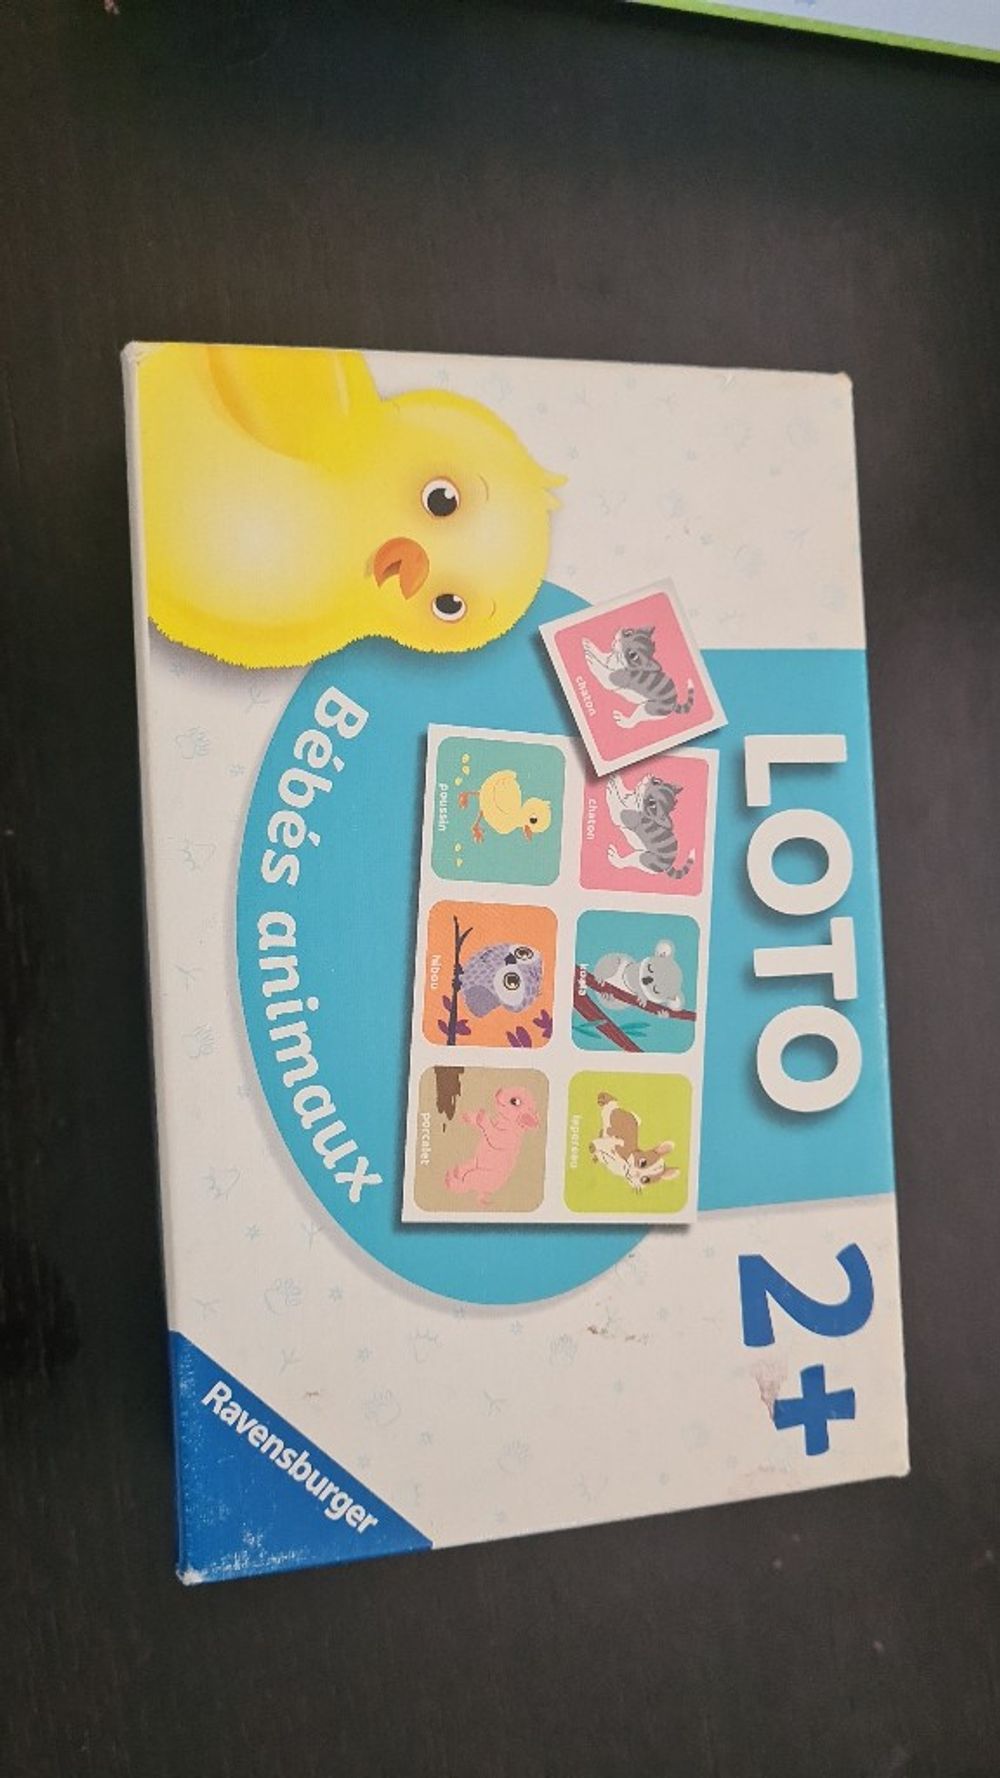 LOTO
2+
chaton
chaton
koala
lapereau
poussin
hibou
porcelet
Bébés animaux
Ravensburger